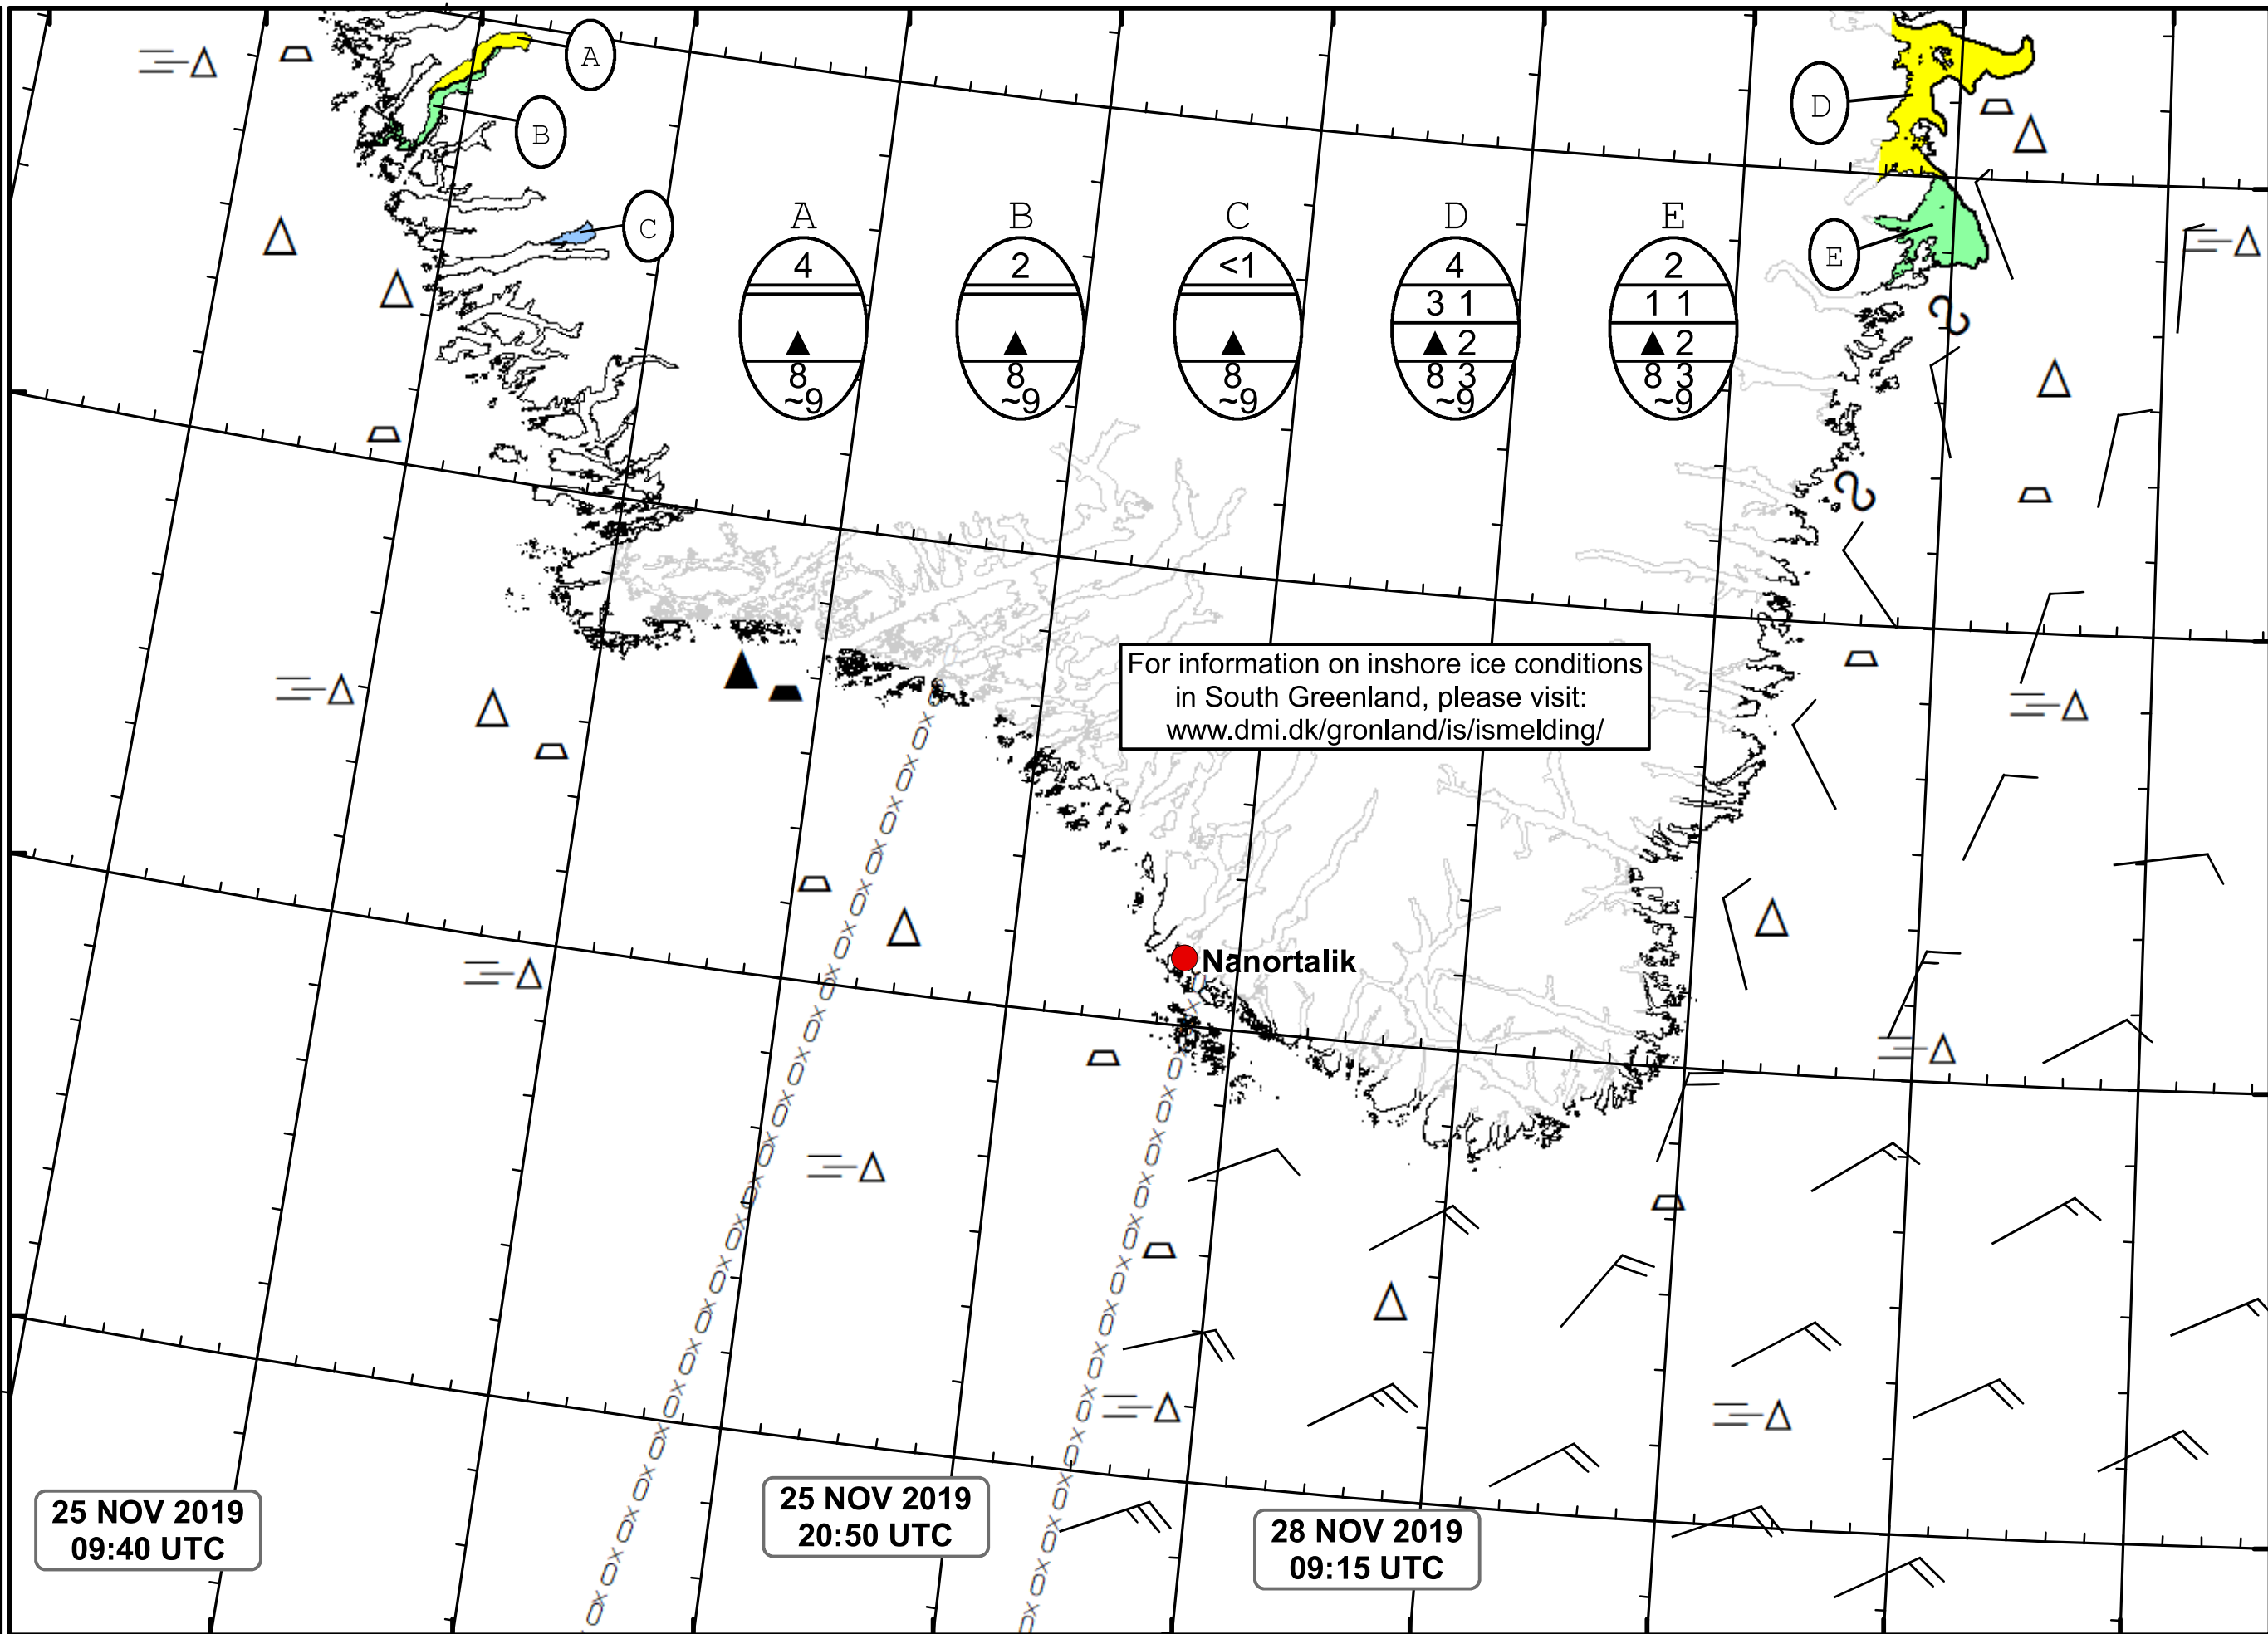 A
B
C
D
E
A B C D E
4
▲
8
~9
2
▲
8
~9
<1
▲
8
~9
4
3 1
▲ 2
8 3
~9
2
1 1
▲ 2
8 3
~9
For information on inshore ice conditions
in South Greenland, please visit:
www.dmi.dk/gronland/is/ismelding/
Nanortalik
25 NOV 2019
09:40 UTC
25 NOV 2019
20:50 UTC
28 NOV 2019
09:15 UTC